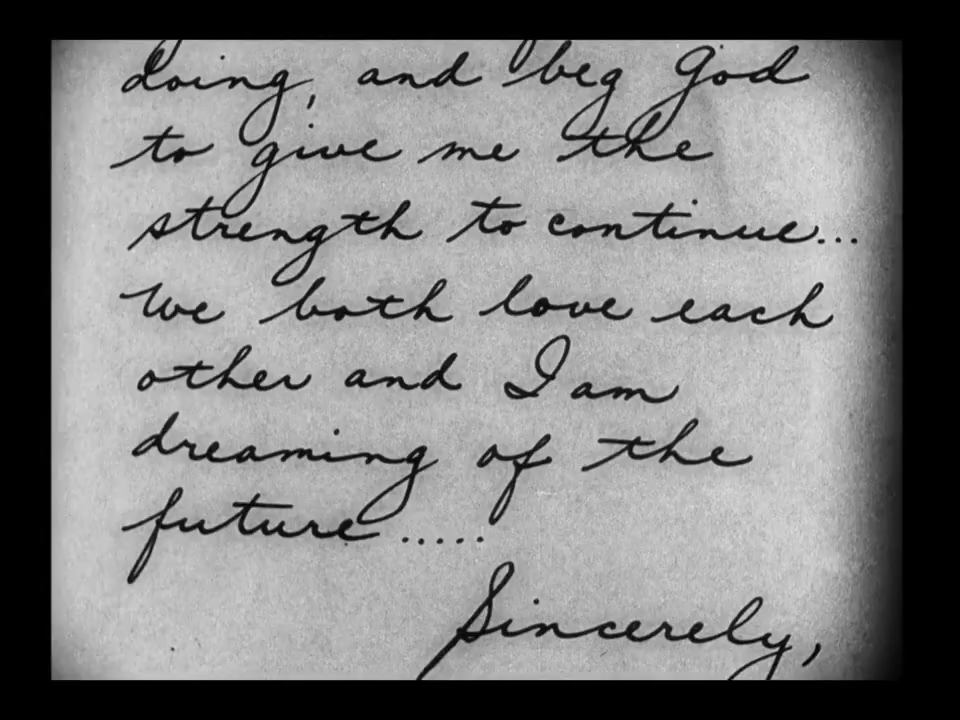 doing, and beg God
to give me the
strength to continue...
We both love each
other and I am
dreaming of the
future.....
Sincerely,